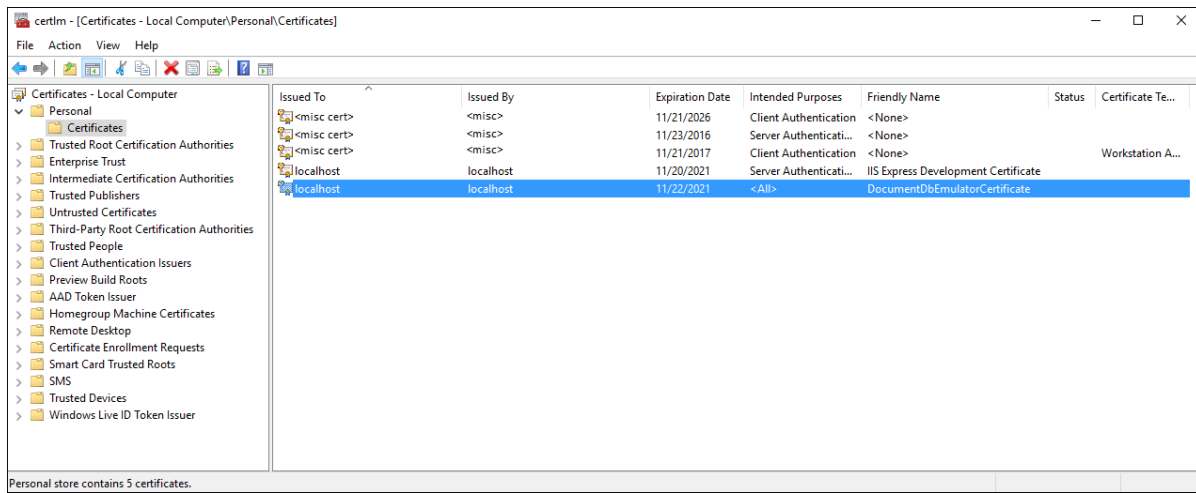 certlm - [Certificates - Local Computer\Personal\Certificates]
File Action View Help
Certificates - Local Computer
Personal
Certificates
Trusted Root Certification Authorities
Enterprise Trust
Intermediate Certification Authorities
Trusted Publishers
Untrusted Certificates
Third-Party Root Certification Authorities
Trusted People
Client Authentication Issuers
Preview Build Roots
AAD Token Issuer
Homegroup Machine Certificates
Remote Desktop
Certificate Enrollment Requests
Smart Card Trusted Roots
SMS
Trusted Devices
Windows Live ID Token Issuer
Issued To Issued By Expiration Date Intended Purposes Friendly Name Status Certificate Te...
<misc cert> <misc> 11/21/2026 Client Authentication <None>
<misc cert> <misc> 11/23/2016 Server Authenticati... <None>
<misc cert> <misc> 11/21/2017 Client Authentication <None> Workstation A...
localhost localhost 11/20/2021 Server Authenticati... IIS Express Development Certificate
localhost localhost 11/22/2021 <All> DocumentDbEmulatorCertificate
Personal store contains 5 certificates.